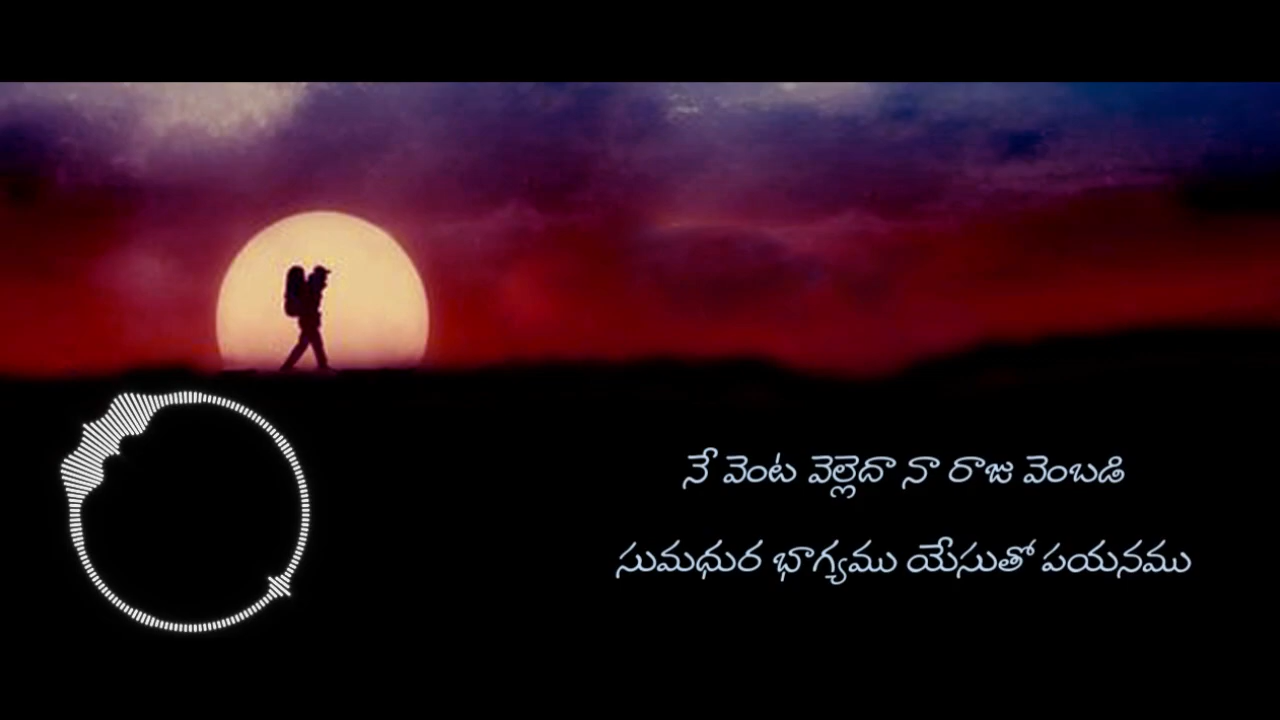 నే వెంట వెల్లెదా నా రాజు వెంబడి
సుమధుర భాగ్యము యేసుతో పయనము